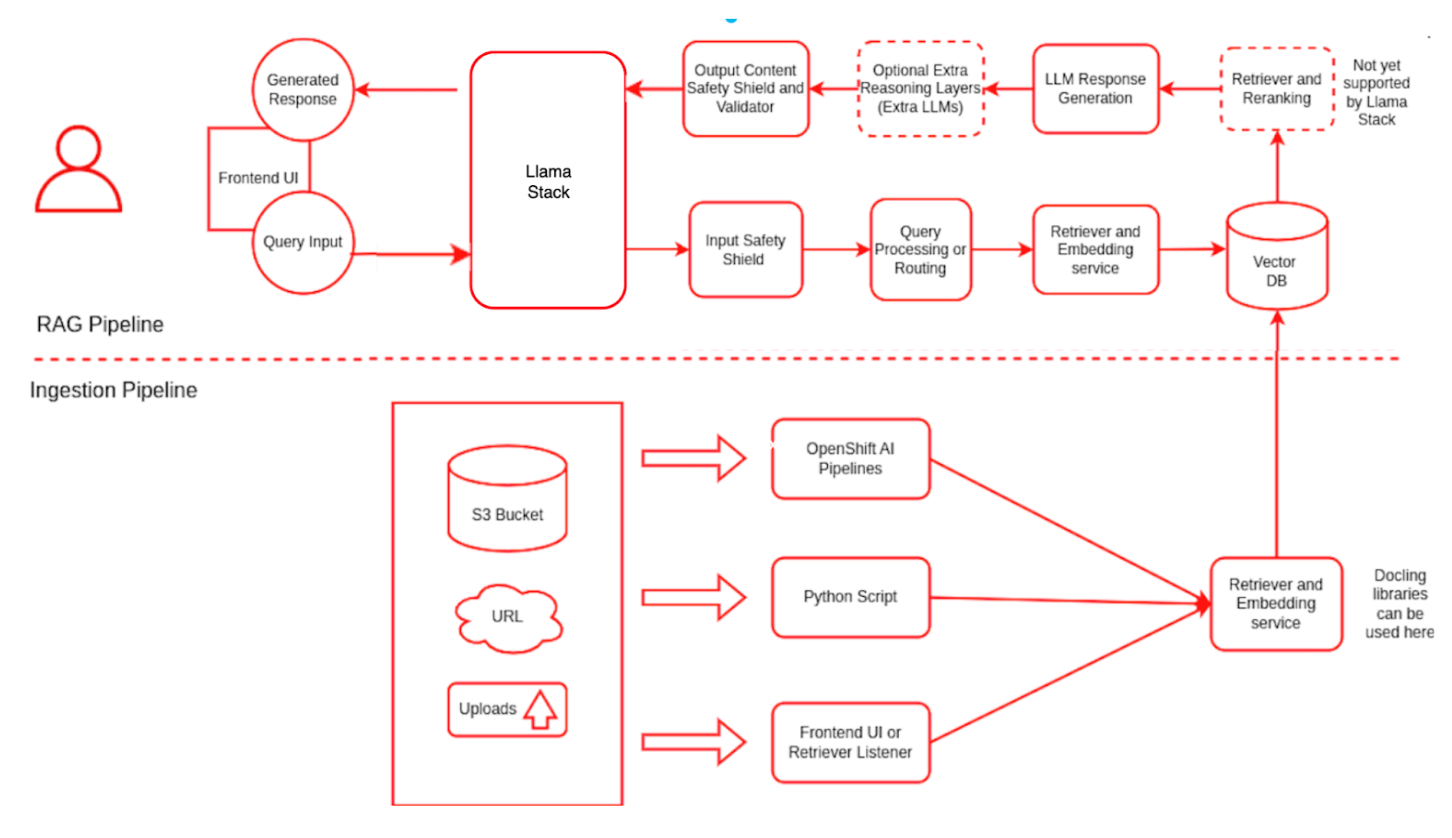 Generated
Response
Frontend UI
Query Input
Llama
Stack
Output Content
Safety Shield and
Validator
Optional Extra
Reasoning Layers
(Extra LLMs)
LLM Response
Generation
Retriever and
Reranking
Not yet
supported
by Llama
Stack
Input Safety
Shield
Query
Processing or
Routing
Retriever and
Embedding
service
Vector
DB
RAG Pipeline
Ingestion Pipeline
S3 Bucket
URL
Uploads
OpenShift AI
Pipelines
Python Script
Frontend UI or
Retriever Listener
Retriever and
Embedding
service
Docling
libraries
can be
used here